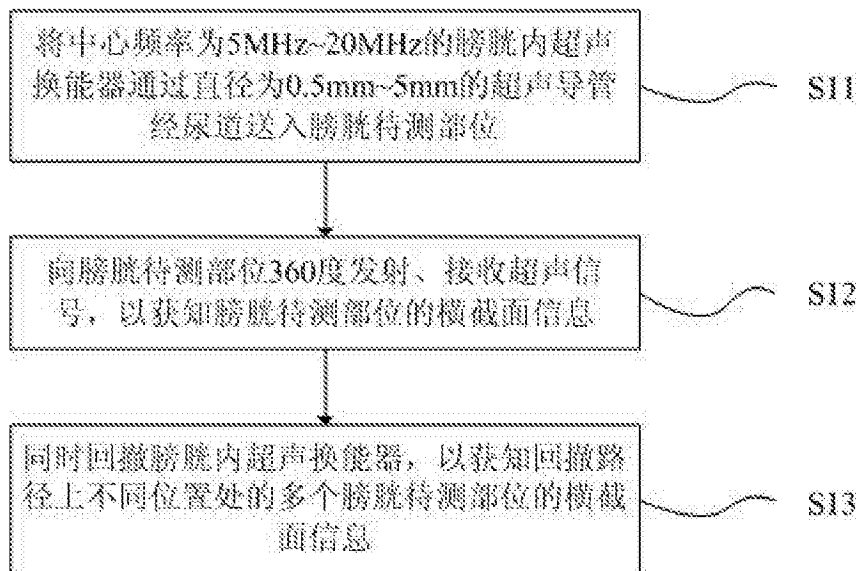 将中心频率为5MHz~20MHz的膀胱内超声
换能器通过直径为0.5mm~5mm的超声导管
经尿道送入膀胱待测部位
S11
向膀胱待测部位360度发射、接收超声信
号，以获知膀胱待测部位的横截面信息
S12
同时回撤膀胱内超声换能器，以获知回撤路
径上不同位置处的多个膀胱待测部位的横截
面信息
S13